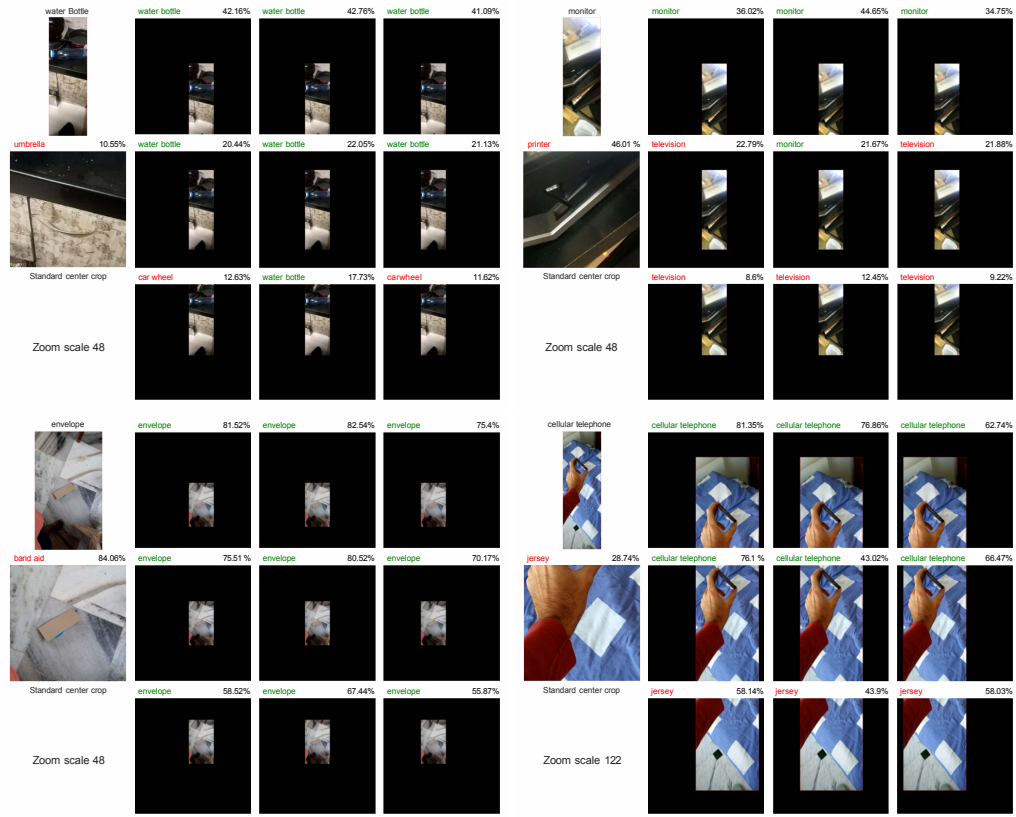 water Bottle
water bottle 42.16%
water bottle 42.76%
water bottle 41.09%
umbrella 10.55%
water bottle 20.44%
water bottle 22.05%
water bottle 21.13%
Standard center crop
car wheel 12.63%
water bottle 17.73%
carwheel 11.62%
Zoom scale 48
monitor
monitor 36.02%
monitor 44.65%
monitor 34.75%
printer 46.01 %
television 22.79%
monitor 21.67%
television 21.88%
Standard center crop
television 8.6%
television 12.45%
television 9.22%
Zoom scale 48
envelope
envelope 81.52%
envelope 82.54%
envelope 75.4%
band aid 84.06%
envelope 75.51 %
envelope 80.52%
envelope 70.17%
Standard center crop
envelope 58.52%
envelope 67.44%
envelope 55.87%
Zoom scale 48
cellular telephone
cellular telephone 81.35%
cellular telephone 76.86%
cellular telephone 62.74%
jersey 28.74%
cellular telephone 76.1 %
cellular telephone 43.02%
cellular telephone 66.47%
Standard center crop
jersey 58.14%
jersey 43.9%
jersey 58.03%
Zoom scale 122